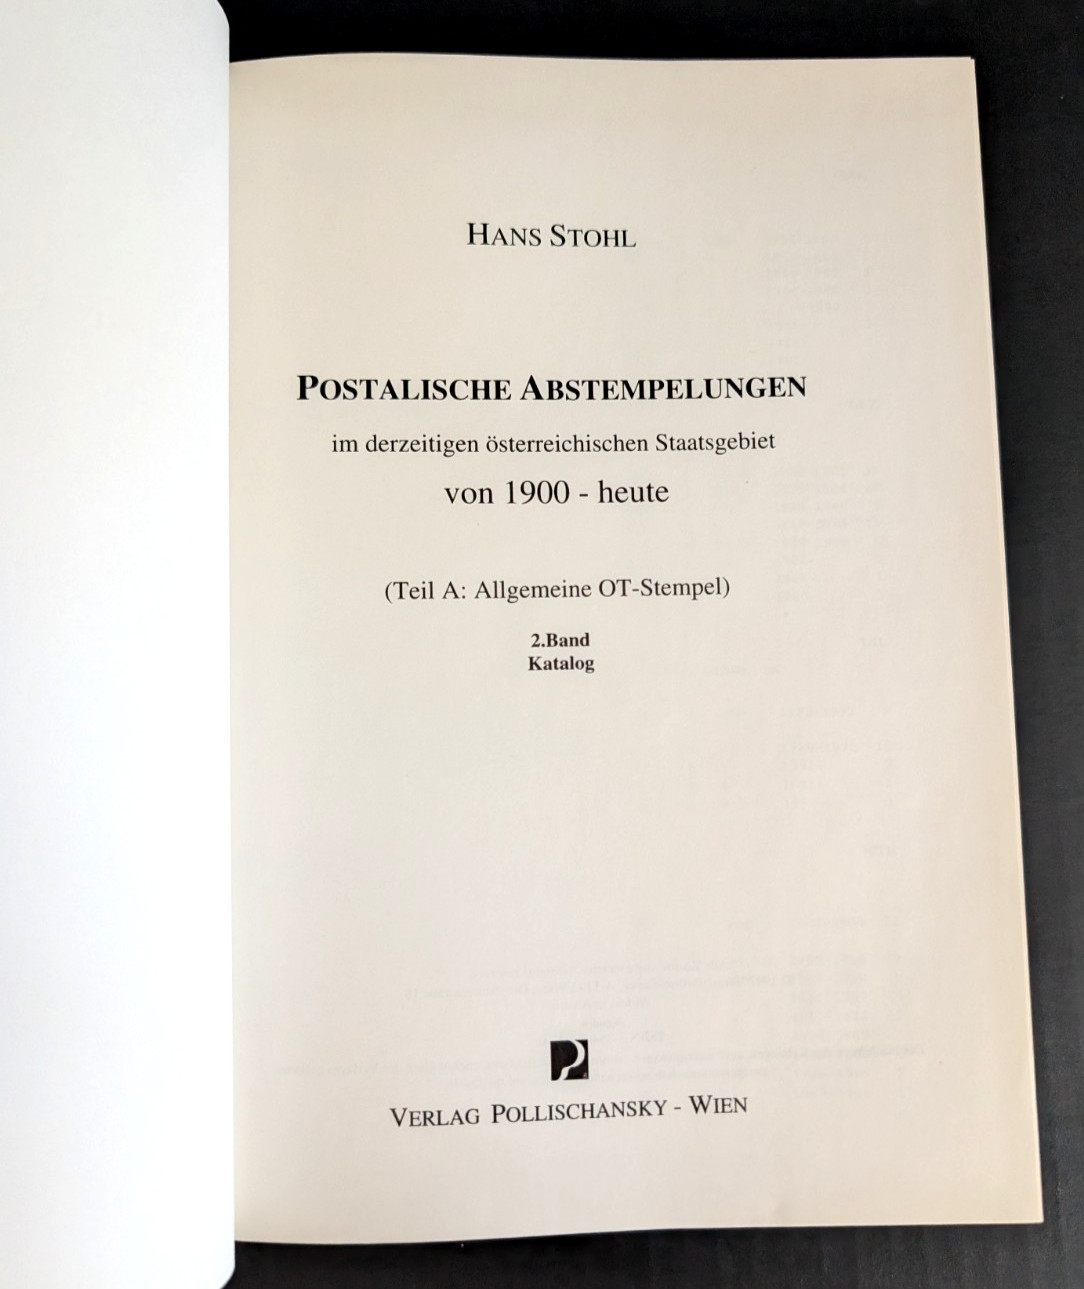 HANS STOHL
POSTALISCHE ABSTEMPELUNGEN
im derzeitigen österreichischen Staatsgebiet
von 1900 - heute
(Teil A: Allgemeine OT-Stempel)
2.Band
Katalog
VERLAG POLLISCHANSKY - WIEN